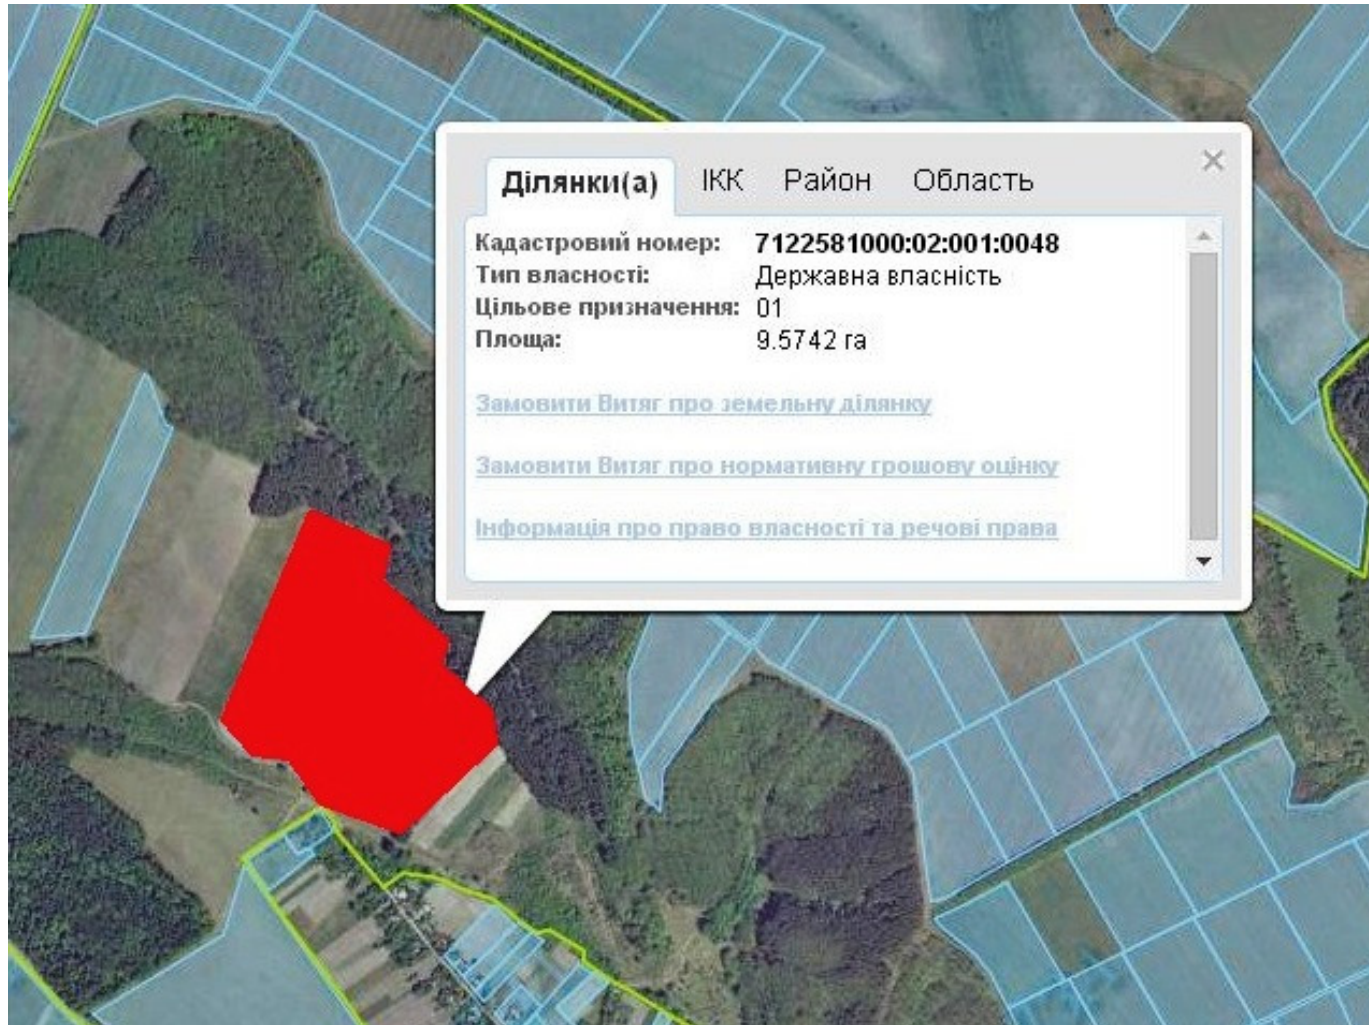 Ділянки(а) ІКК Район Область
Кадастровий номер: 7122581000:02:001:0048
Тип власності: Державна власність
Цільове призначення: 01
Площа: 9.5742 га
Замовити Витяг про земельну ділянку
Замовити Витяг про нормативну грошову оцінку
Інформація про право власності та речові права